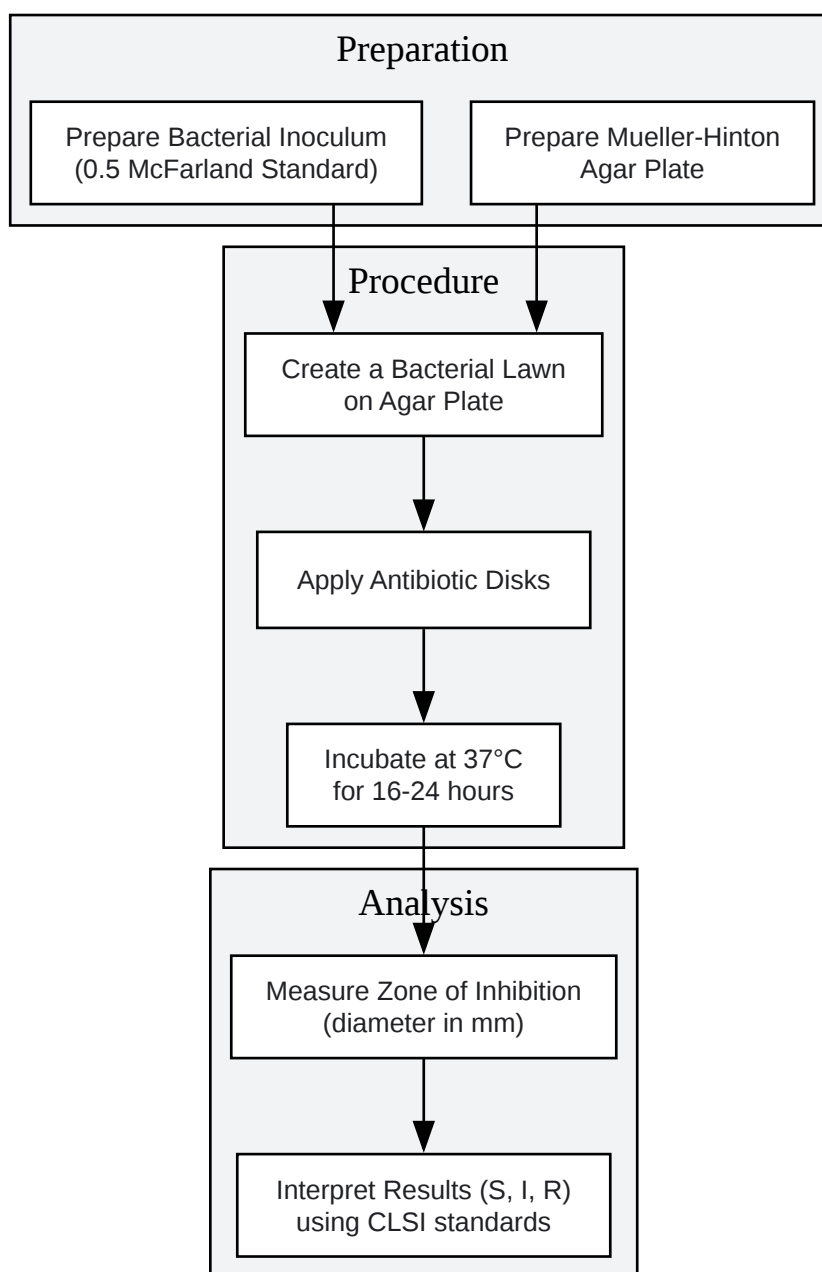 Preparation
Prepare Bacterial Inoculum
(0.5 McFarland Standard)
Prepare Mueller-Hinton
Agar Plate
Procedure
Create a Bacterial Lawn
on Agar Plate
Apply Antibiotic Disks
Incubate at 37°C
for 16-24 hours
Analysis
Measure Zone of Inhibition
(diameter in mm)
Interpret Results (S, I, R)
using CLSI standards